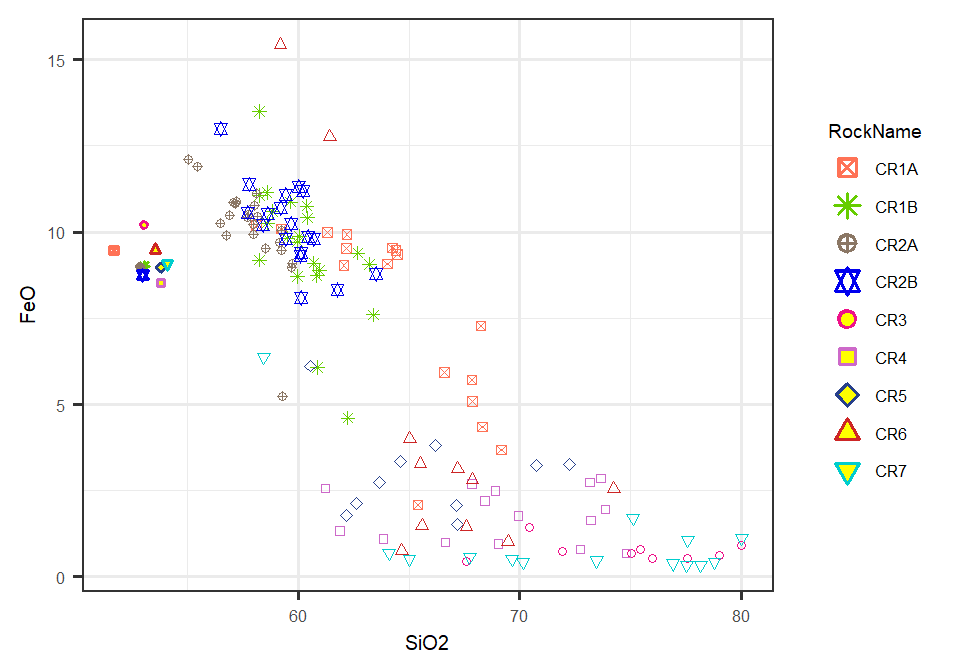 15
10
5
0
60
70
80
SiO2
FeO
RockName
CR1A
CR1B
CR2A
CR2B
CR3
CR4
CR5
CR6
CR7